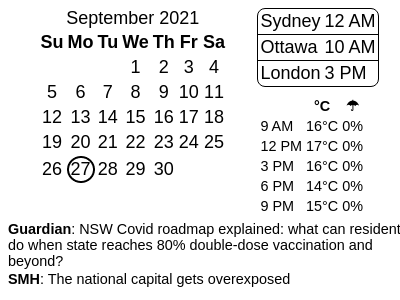 September 2021
Su Mo Tu We Th Fr Sa
1 2 3 4
5 6 7 8 9 10 11
12 13 14 15 16 17 18
19 20 21 22 23 24 25
26 27 28 29 30
Sydney 12 AM
Ottawa 10 AM
London 3 PM
°C ☂
9 AM 16°C 0%
12 PM 17°C 0%
3 PM 16°C 0%
6 PM 14°C 0%
9 PM 15°C 0%
Guardian: NSW Covid roadmap explained: what can resident
do when state reaches 80% double-dose vaccination and
beyond?
SMH: The national capital gets overexposed